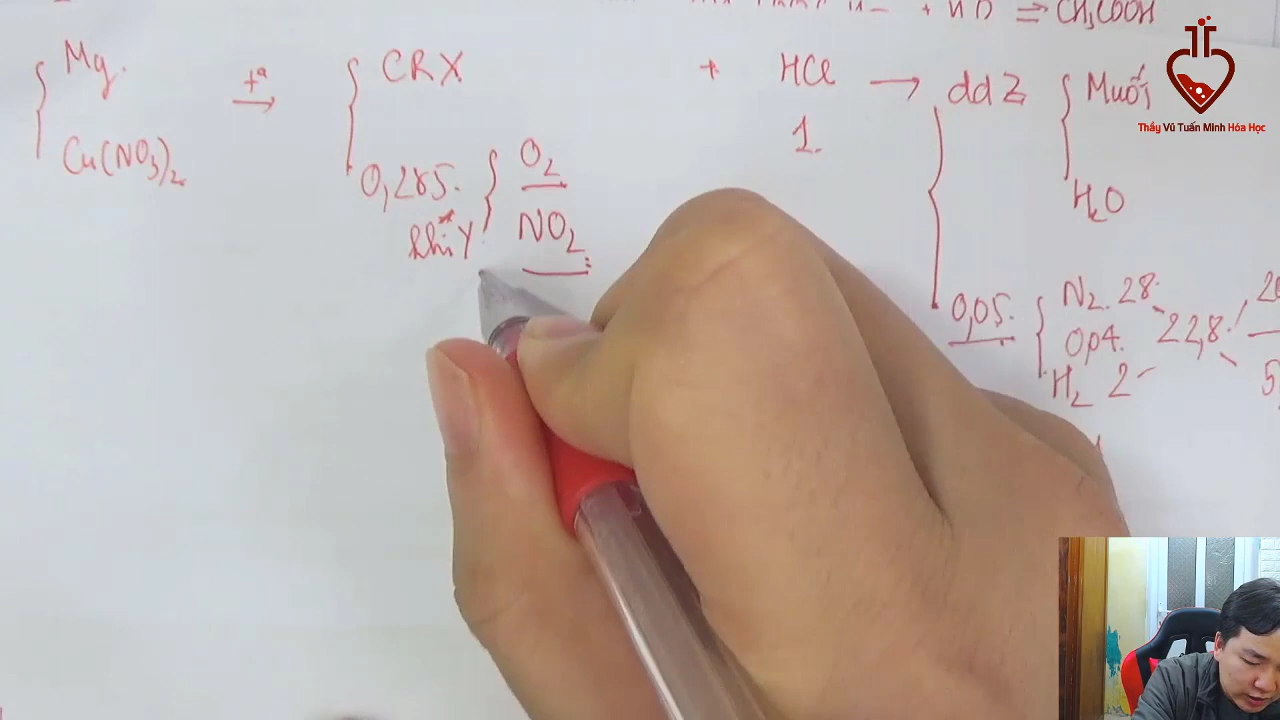 + H D ⇒ CH3COOH
Mg
Cu(NO3)2
+°
→
CRX
0,285
khí Y
O2
NO2
+ HCl → dd Z
1
Muối
H2O
0,05
N2 28
0,04
H2 2
22,8
Thầy Vũ Tuấn Minh Hóa Học